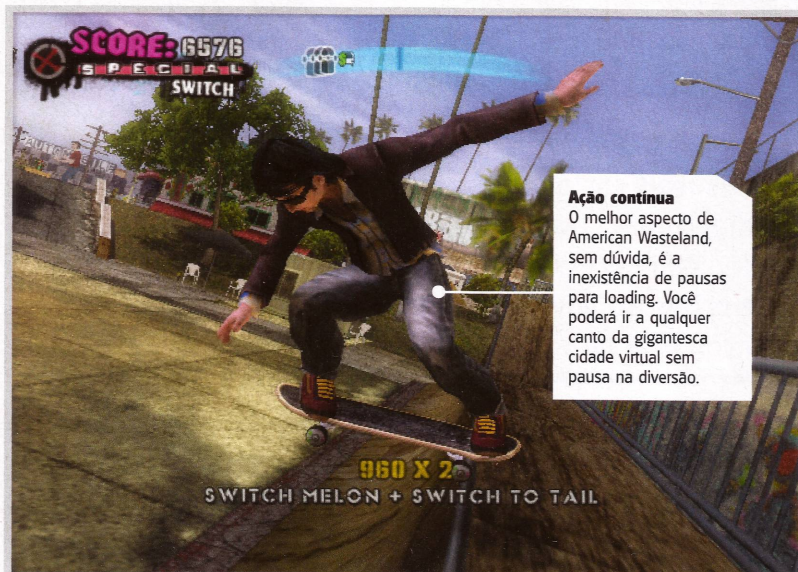 SCORE: 6576
SPECIAL
SWITCH
Ação contínua
O melhor aspecto de
American Wasteland,
sem dúvida, é a
inexistência de pausas
para loading. Você
poderá ir a qualquer
canto da gigantesca
cidade virtual sem
pausa na diversão.
960 X 2
SWITCH MELON + SWITCH TO TAIL